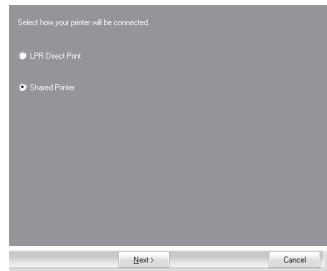 Select how your printer will be connected.
LPR Direct Print
Shared Printer
Next >
Cancel